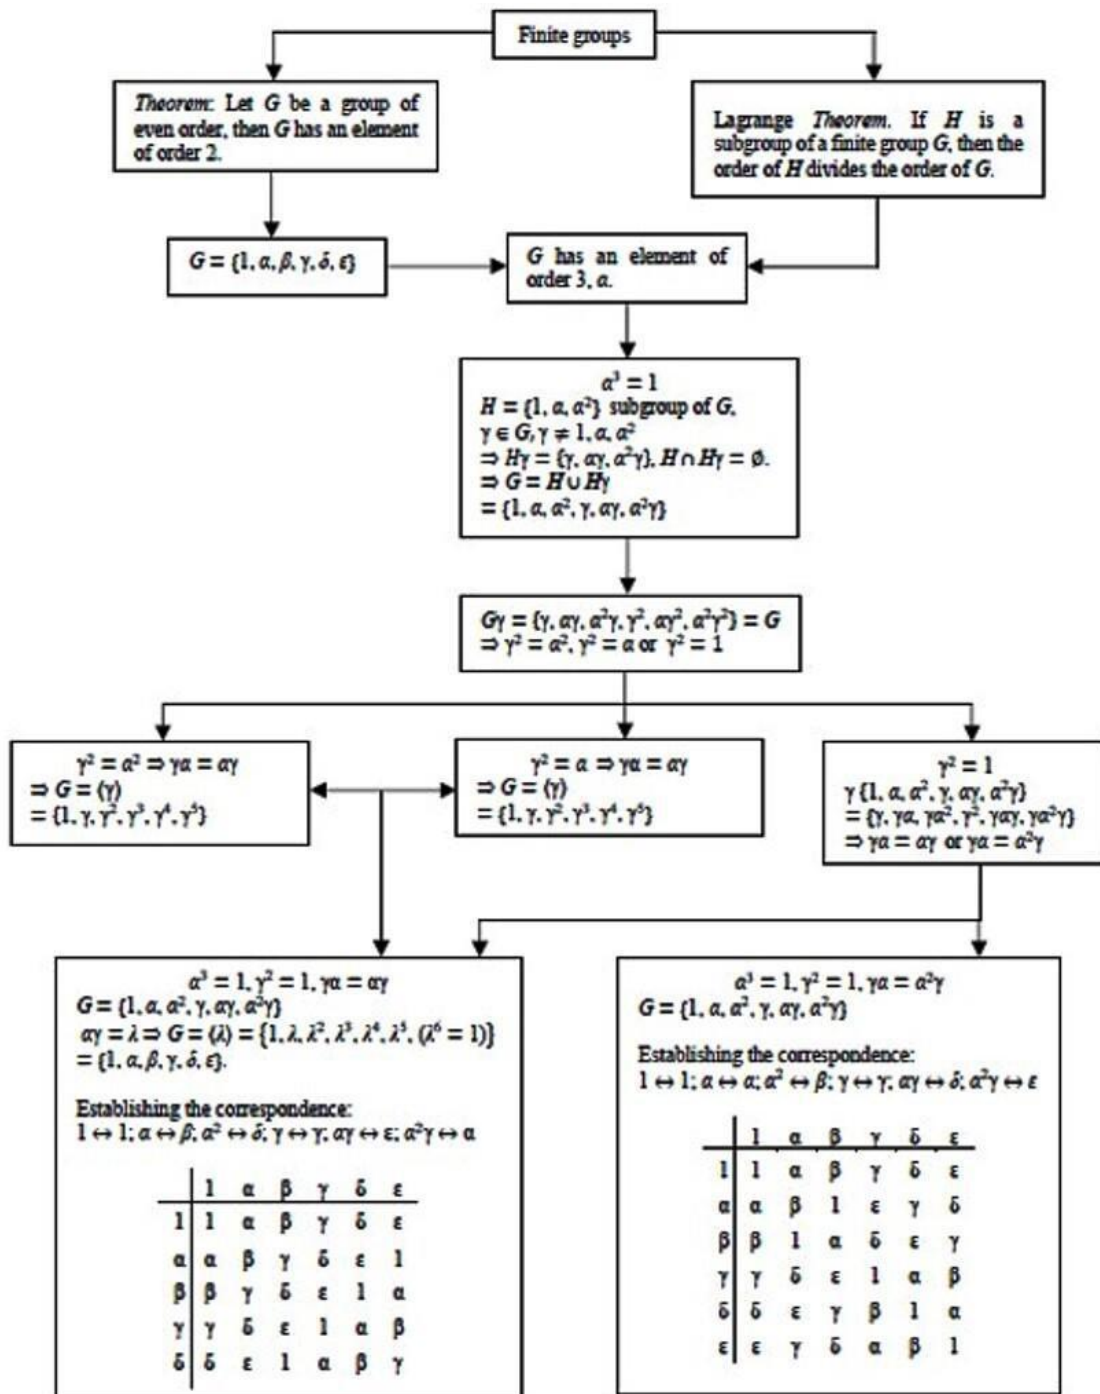 Finite groups
Theorem: Let G be a group of
even order, then G has an element
of order 2.
Lagrange Theorem. If H is a
subgroup of a finite group G, then the
order of H divides the order of G.
G = {1, α, β, γ, δ, ε}
G has an element of
order 3, α.
α³ = 1
H = {1, α, α²} subgroup of G,
γ ∈ G, γ ≠ 1, α, α²
⇒ Hγ = {γ, αγ, α²γ}, H ∩ Hγ = ∅.
⇒ G = H ∪ Hγ
= {1, α, α², γ, αγ, α²γ}
Gγ = {γ, αγ, α²γ, γ², αγ², α²γ²} = G
⇒ γ² = α², γ² = α or γ² = 1
γ² = α² ⇒ γα = αγ
⇒ G = ⟨γ⟩
= {1, γ, γ², γ³, γ⁴, γ⁵}
γ² = α ⇒ γα = αγ
⇒ G = ⟨γ⟩
= {1, γ, γ², γ³, γ⁴, γ⁵}
γ² = 1
γ {1, α, α², γ, αγ, α²γ}
= {γ, γα, γα², γ², γαγ, γα²γ}
⇒ γα = αγ or γα = α²γ
α³ = 1, γ² = 1, γα = αγ
G = {1, α, α², γ, αγ, α²γ}
αγ = λ ⇒ G = ⟨λ⟩ = {1, λ, λ², λ³, λ⁴, λ⁵, (λ⁶ = 1)}
= {1, α, β, γ, δ, ε}.
Establishing the correspondence:
1 ↔ 1; α ↔ β; α² ↔ δ; γ ↔ γ; αγ ↔ ε; α²γ ↔ α
1 α β γ δ ε
1 1 α β γ δ ε
α α β γ δ ε 1
β β γ δ ε 1 α
γ γ δ ε 1 α β
δ δ ε 1 α β γ
α³ = 1, γ² = 1, γα = α²γ
G = {1, α, α², γ, αγ, α²γ}
Establishing the correspondence:
1 ↔ 1; α ↔ α; α² ↔ β; γ ↔ γ; αγ ↔ δ; α²γ ↔ ε
1 α β γ δ ε
1 1 α β γ δ ε
α α β 1 ε γ δ
β β 1 α δ ε γ
γ γ δ ε 1 α β
δ δ ε γ β 1 α
ε ε γ δ α β 1